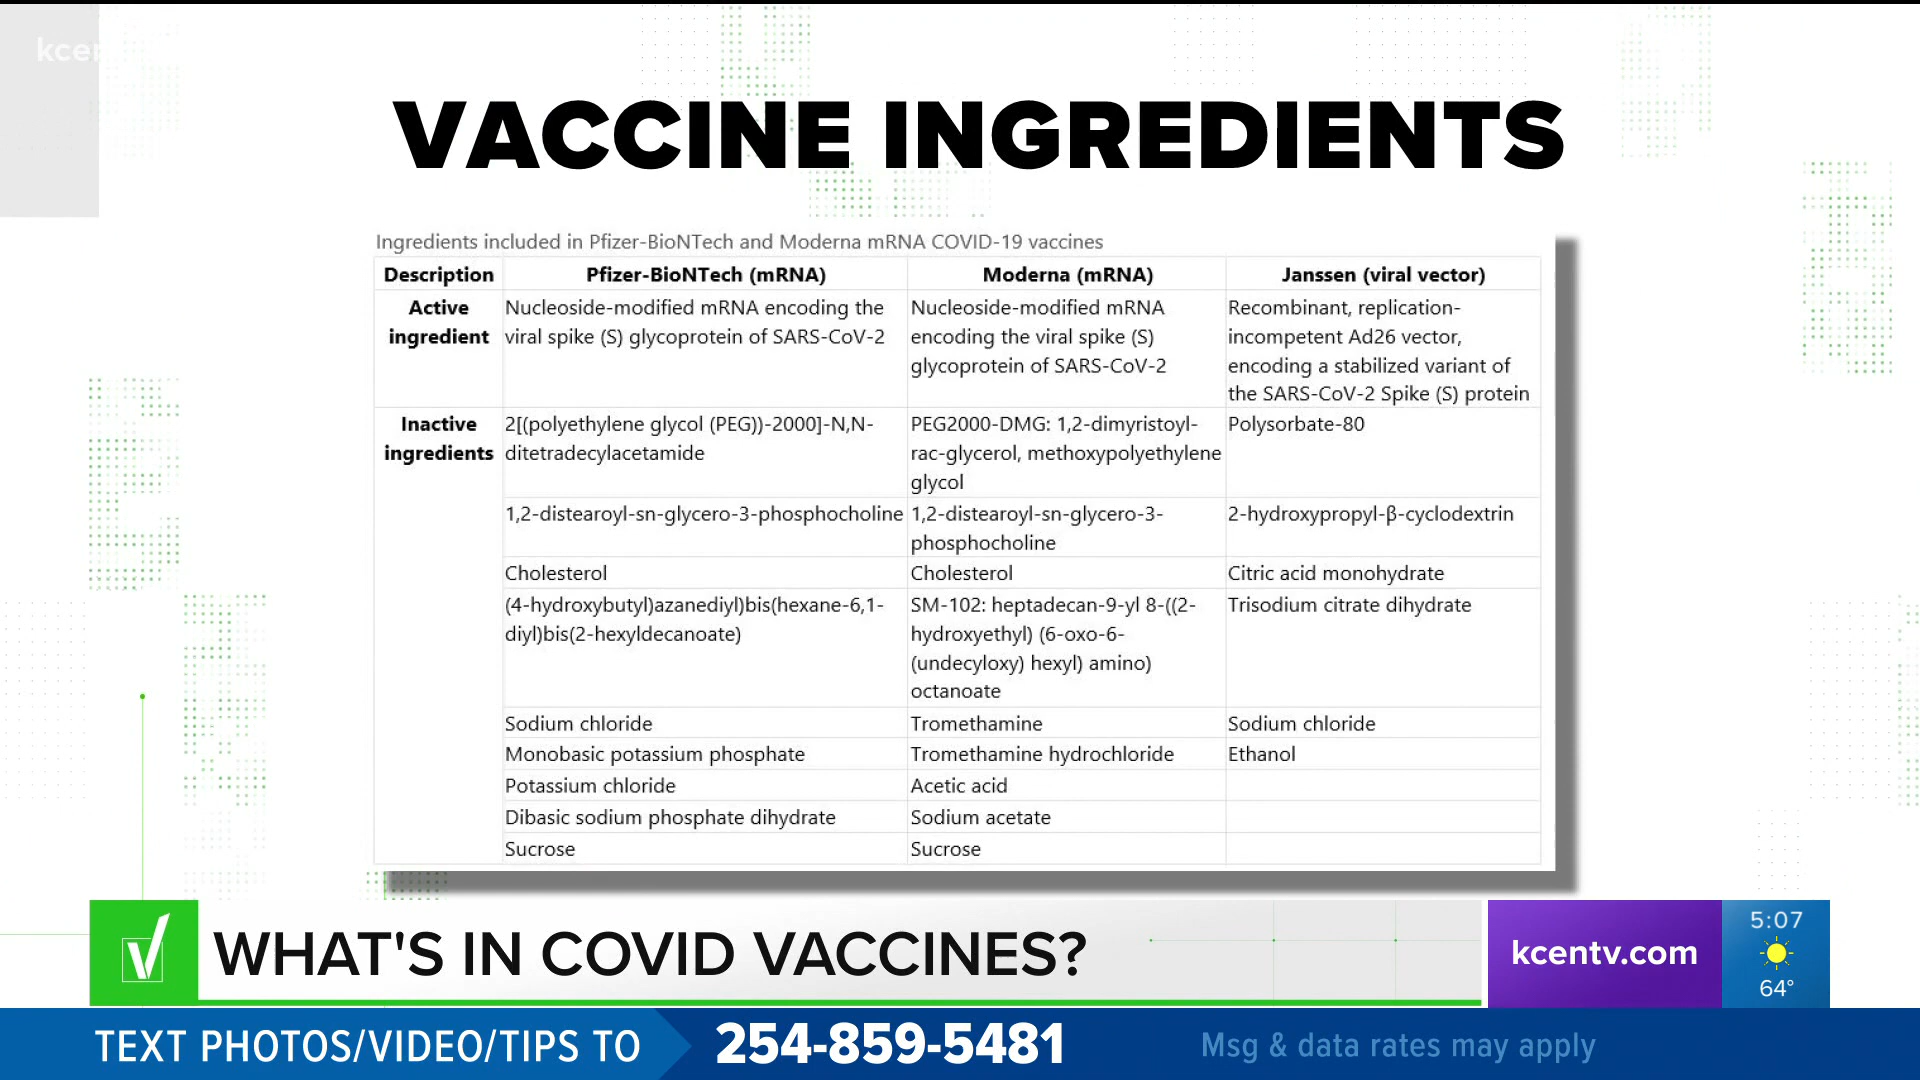 kcen
VACCINE INGREDIENTS
Ingredients included in Pfizer-BioNTech and Moderna mRNA COVID-19 vaccines
Description Pfizer-BioNTech (mRNA) Moderna (mRNA) Janssen (viral vector)
Active
ingredient
Nucleoside-modified mRNA encoding the
viral spike (S) glycoprotein of SARS-CoV-2
Nucleoside-modified mRNA
encoding the viral spike (S)
glycoprotein of SARS-CoV-2
Recombinant, replication-
incompetent Ad26 vector,
encoding a stabilized variant of
the SARS-CoV-2 Spike (S) protein
Inactive
ingredients
2[(polyethylene glycol (PEG))-2000]-N,N-
ditetradecylacetamide
PEG2000-DMG: 1,2-dimyristoyl-
rac-glycerol, methoxypolyethylene
glycol
Polysorbate-80
1,2-distearoyl-sn-glycero-3-phosphocholine
1,2-distearoyl-sn-glycero-3-
phosphocholine
2-hydroxypropyl-β-cyclodextrin
Cholesterol Cholesterol Citric acid monohydrate
(4-hydroxybutyl)azanediyl)bis(hexane-6,1-
diyl)bis(2-hexyldecanoate)
SM-102: heptadecan-9-yl 8-((2-
hydroxyethyl) (6-oxo-6-
(undecyloxy) hexyl) amino)
octanoate
Trisodium citrate dihydrate
Sodium chloride Tromethamine Sodium chloride
Monobasic potassium phosphate Tromethamine hydrochloride Ethanol
Potassium chloride Acetic acid
Dibasic sodium phosphate dihydrate Sodium acetate
Sucrose Sucrose
WHAT'S IN COVID VACCINES?
kcentv.com
5:07
64°
TEXT PHOTOS/VIDEO/TIPS TO 254-859-5481 Msg & data rates may apply